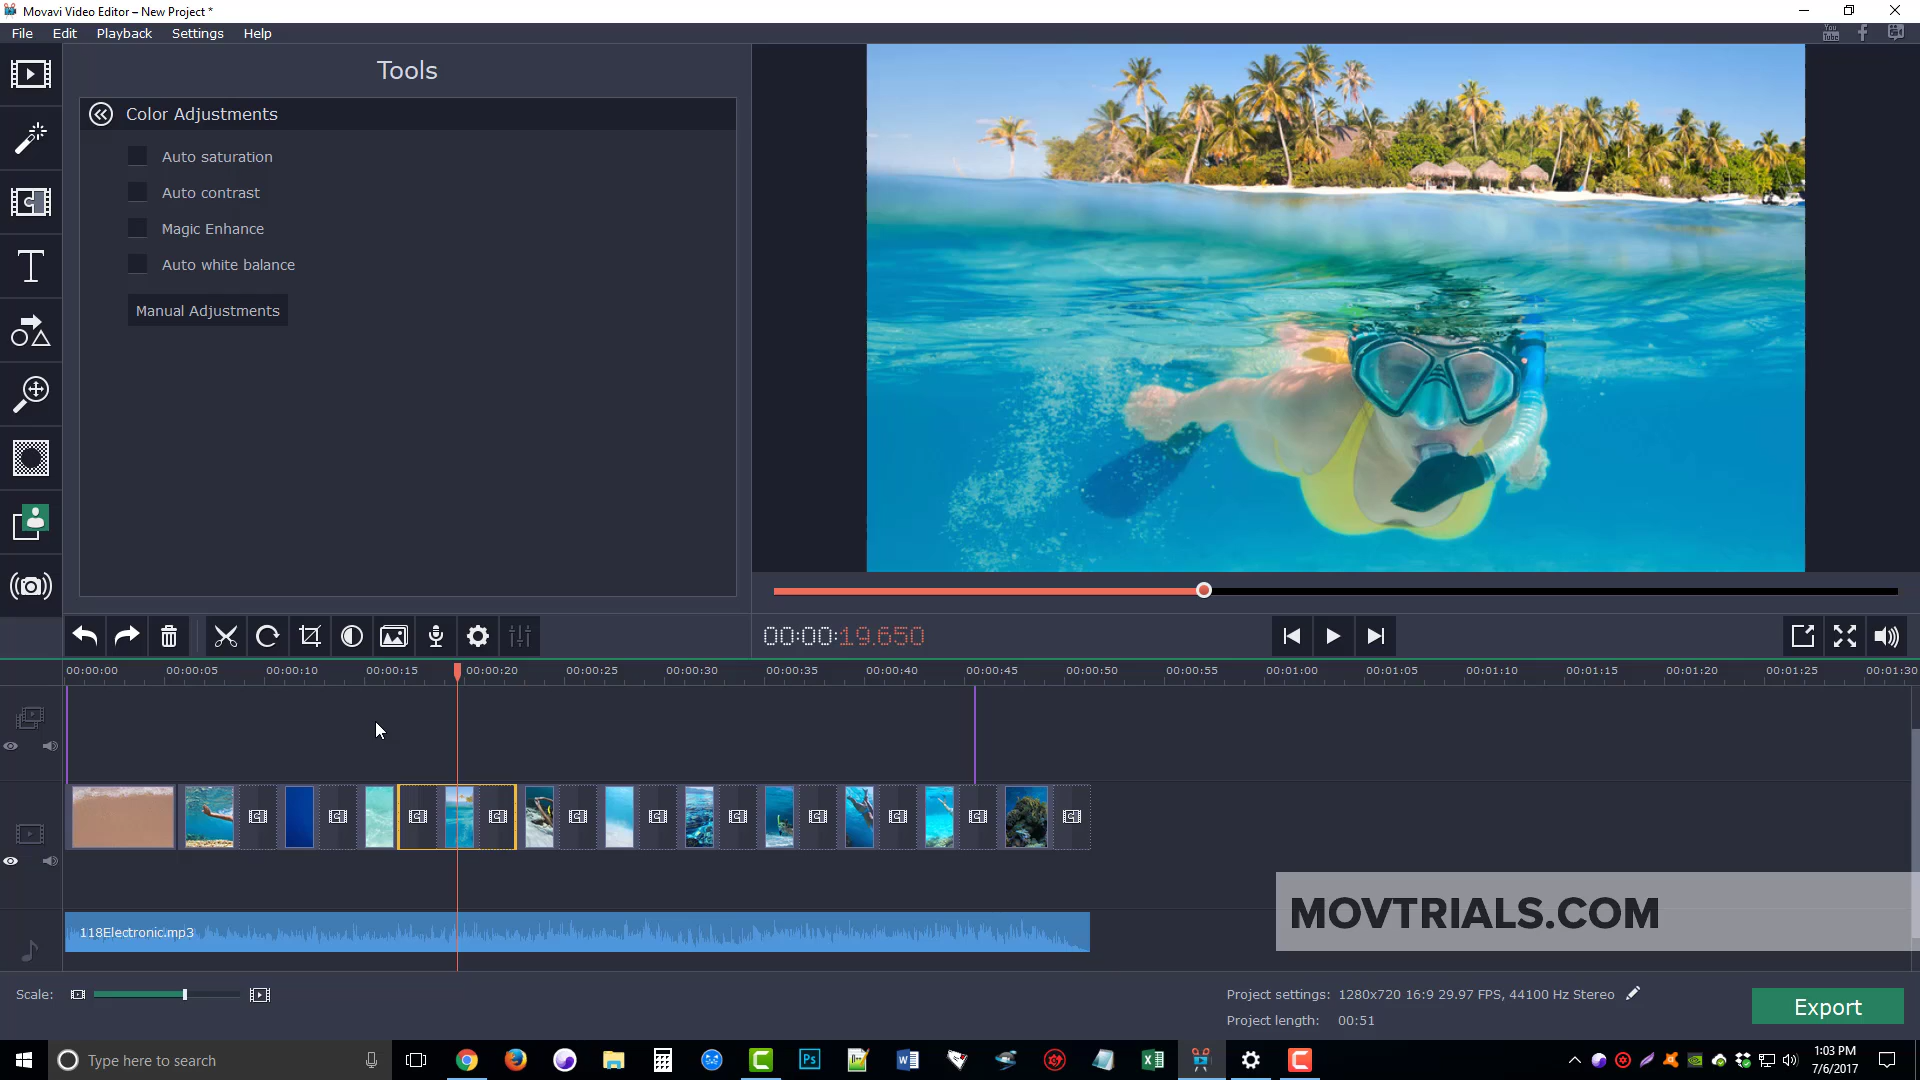 Movavi Video Editor – New Project *
File Edit Playback Settings Help
You Tube
Tools
Color Adjustments
Auto saturation
Auto contrast
Magic Enhance
Auto white balance
Manual Adjustments
00:00:19.650
00:00:00 00:00:05 00:00:10 00:00:15 00:00:20 00:00:25 00:00:30 00:00:35 00:00:40 00:00:45 00:00:50 00:00:55 00:01:00 00:01:05 00:01:10 00:01:15 00:01:20 00:01:25 00:01:30
MOVTRIALS.COM
118Electronic.mp3
Scale:
Project settings: 1280x720 16:9 29.97 FPS, 44100 Hz Stereo
Project length: 00:51
Export
Type here to search
Ps
1:03 PM
7/6/2017